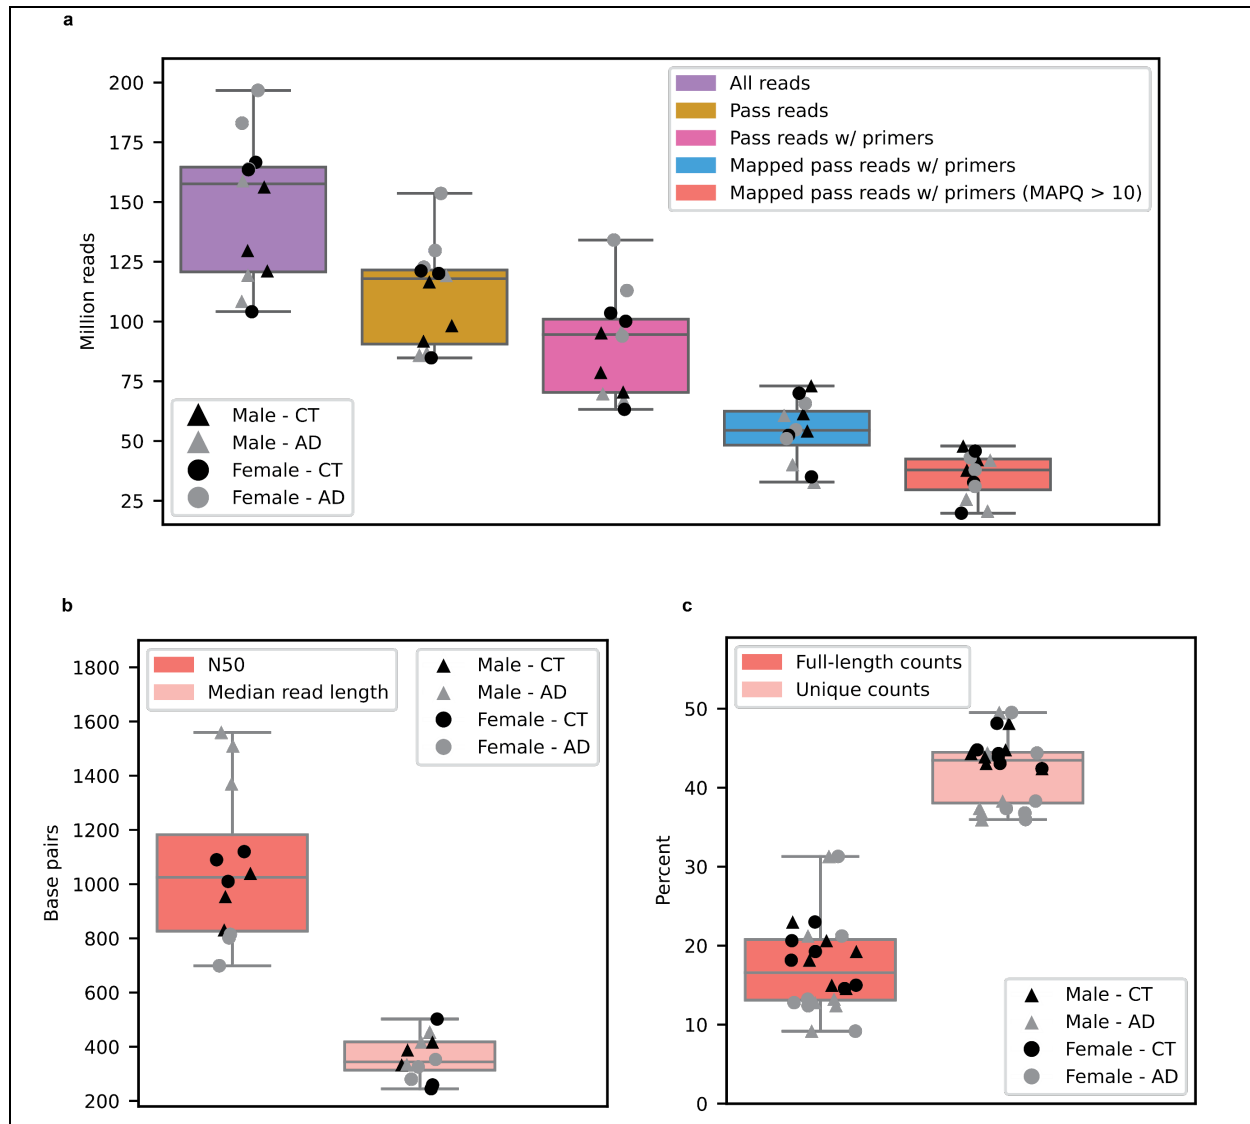 a
200
175
150
125
100
75
50
25
Million reads
All reads
Pass reads
Pass reads w/ primers
Mapped pass reads w/ primers
Mapped pass reads w/ primers (MAPQ > 10)
Male - CT
Male - AD
Female - CT
Female - AD
b
1800
1600
1400
1200
1000
800
600
400
200
Base pairs
N50
Median read length
Male - CT
Male - AD
Female - CT
Female - AD
c
50
40
30
20
10
0
Percent
Full-length counts
Unique counts
Male - CT
Male - AD
Female - CT
Female - AD